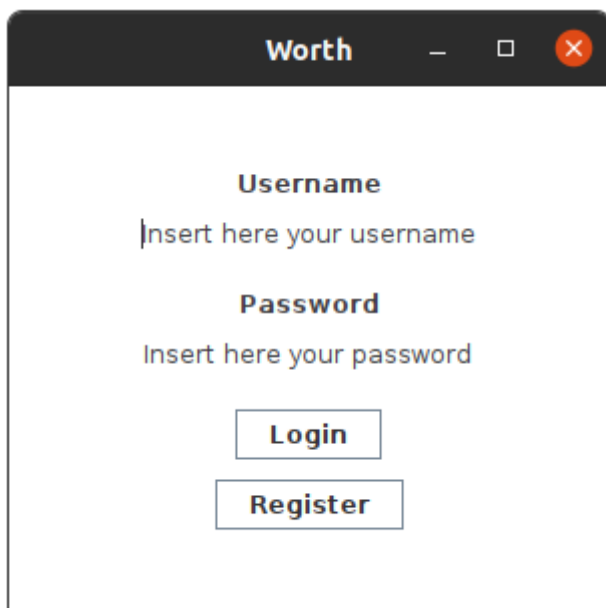 Worth
Username
Insert here your username
Password
Insert here your password
Login
Register